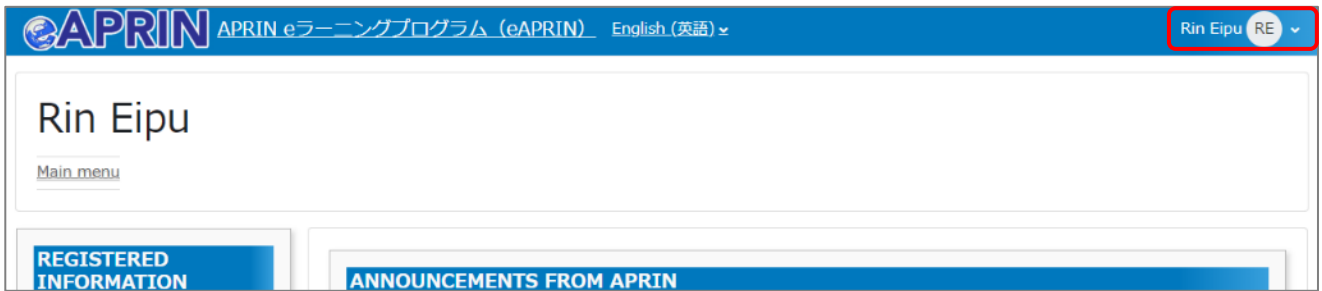 eAPRIN APRIN eラーニングプログラム（eAPRIN） English (英語) Rin Eipu RE
Rin Eipu
Main menu
REGISTERED
INFORMATION
ANNOUNCEMENTS FROM APRIN